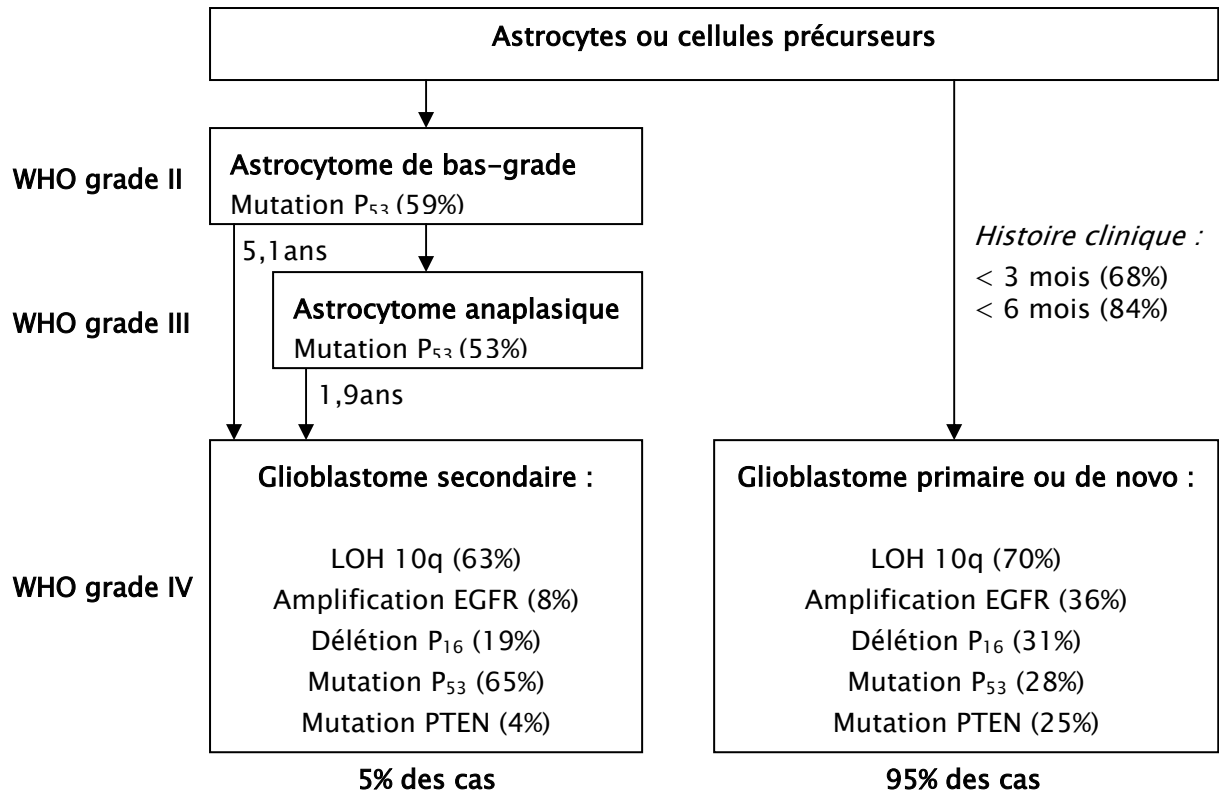 Astrocytes ou cellules précurseurs
WHO grade II
Astrocytome de bas-grade
Mutation P53 (59%)
5,1ans
Histoire clinique :
< 3 mois (68%)
< 6 mois (84%)
WHO grade III
Astrocytome anaplasique
Mutation P53 (53%)
1,9ans
WHO grade IV
Glioblastome secondaire :
LOH 10q (63%)
Amplification EGFR (8%)
Délétion P16 (19%)
Mutation P53 (65%)
Mutation PTEN (4%)
5% des cas
Glioblastome primaire ou de novo :
LOH 10q (70%)
Amplification EGFR (36%)
Délétion P16 (31%)
Mutation P53 (28%)
Mutation PTEN (25%)
95% des cas